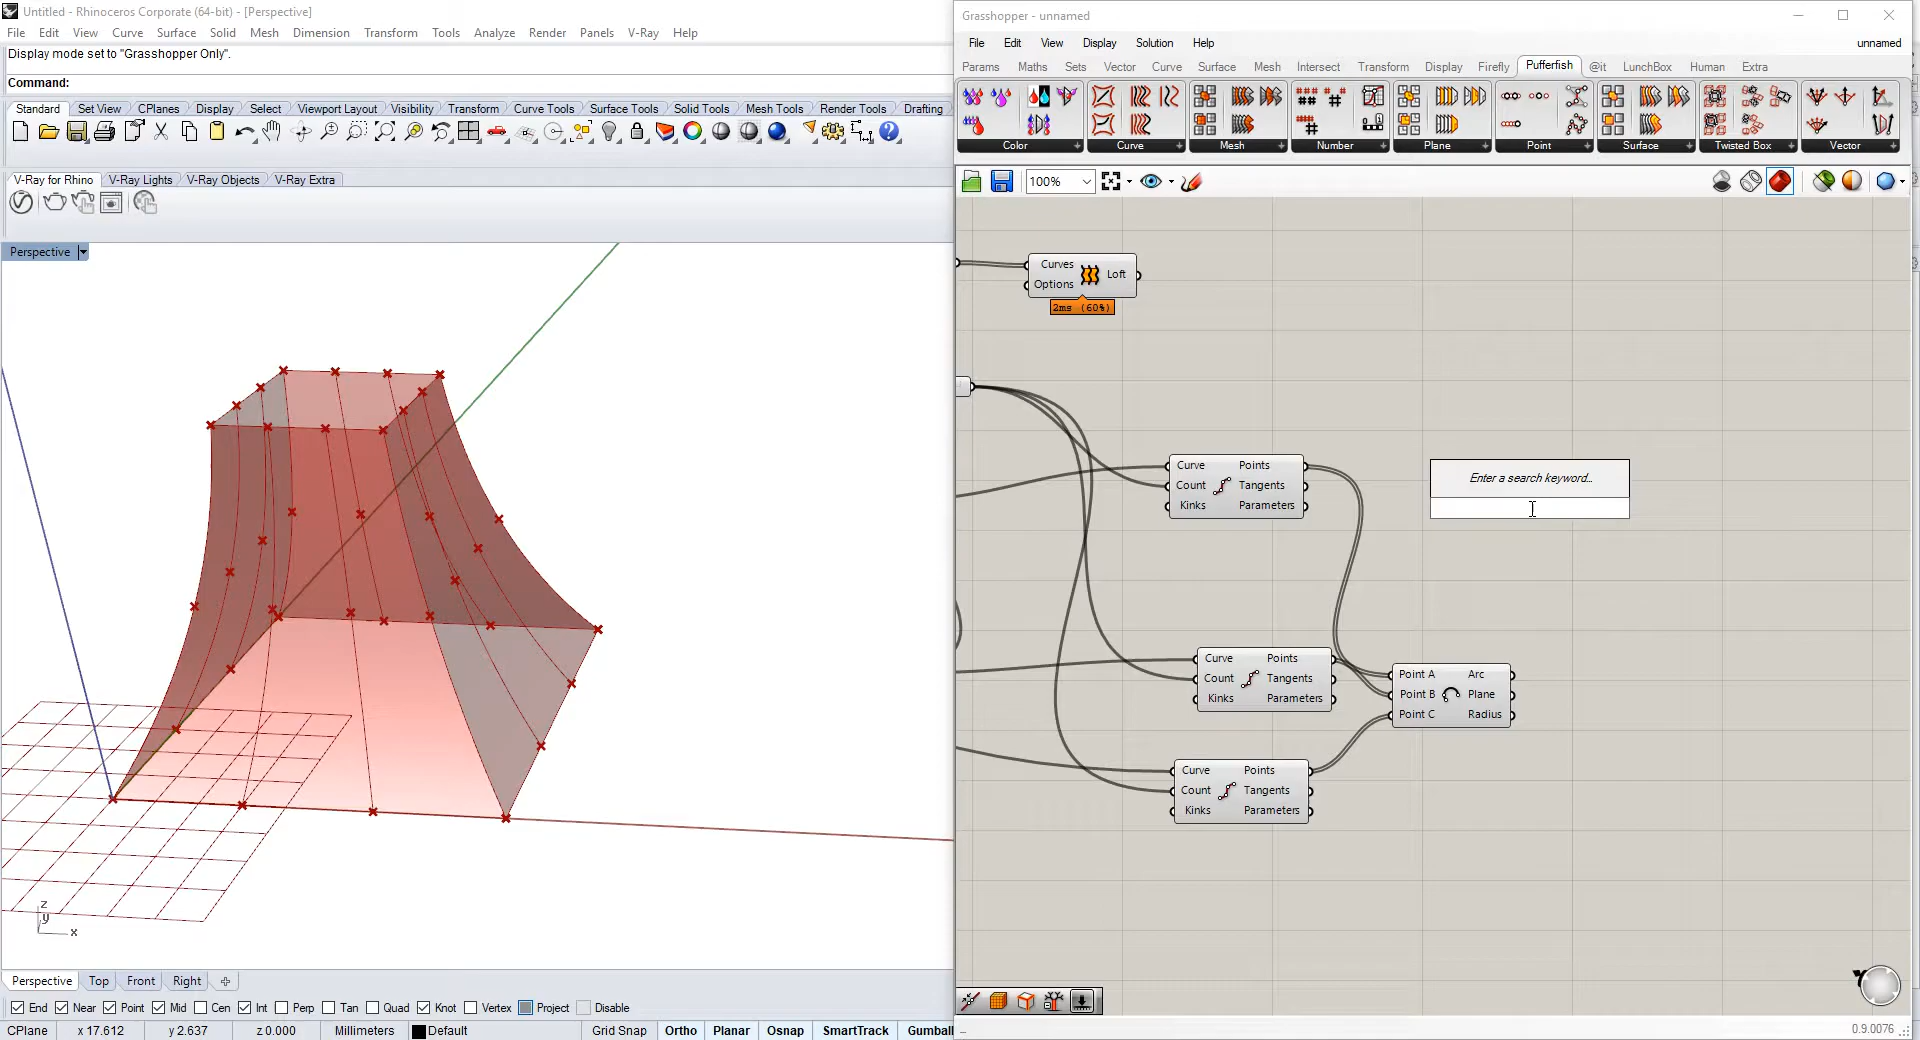 Untitled - Rhinoceros Corporate (64-bit) - [Perspective]
File Edit View Curve Surface Solid Mesh Dimension Transform Tools Analyze Render Panels V-Ray Help
Display mode set to "Grasshopper Only".
Command:
Standard Set View CPlanes Display Select Viewport Layout Visibility Transform Curve Tools Surface Tools Solid Tools Mesh Tools Render Tools Drafting
V-Ray for Rhino V-Ray Lights V-Ray Objects V-Ray Extra
Perspective
z
y
x
Perspective Top Front Right
End Near Point Mid Cen Int Perp Tan Quad Knot Vertex Project Disable
CPlane x 17.612 y 2.637 z 0.000 Millimeters Default Grid Snap Ortho Planar Osnap SmartTrack Gumball
Grasshopper - unnamed
File Edit View Display Solution Help unnamed
Params Maths Sets Vector Curve Surface Mesh Intersect Transform Display Firefly Pufferfish @it LunchBox Human Extra
Color Curve Mesh Number Plane Point Surface Twisted Box Vector
100%
Curves Loft
Options
2ms (60%)
Curve Points
Count Tangents
Kinks Parameters
Enter a search keyword...
Curve Points
Count Tangents
Kinks Parameters
Point A Arc
Point B Plane
Point C Radius
Curve Points
Count Tangents
Kinks Parameters
0.9.0076